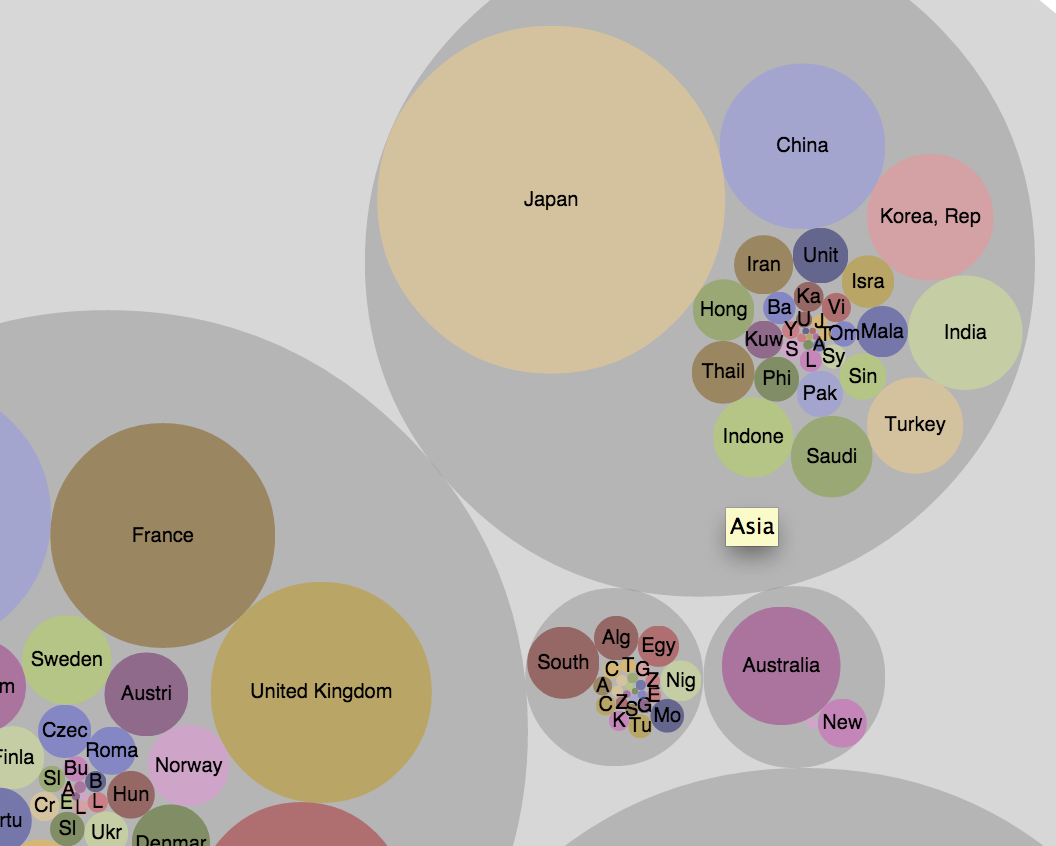 Japan
China
Korea, Rep
Iran
Unit
Isra
Hong
Ba
Ka
Vi
U
J
Y
T
Om
Mala
India
Kuw
S
A
Sy
L
Thail
Phi
Pak
Sin
Indone
Saudi
Turkey
Asia
France
United Kingdom
Sweden
Austri
m
Czec
Roma
Norway
Finla
Bu
Sl
A
B
Hun
Cr
E
L
L
rtu
Sl
Ukr
Denmar
South
Alg
Egy
C
T
G
A
Z
Nig
E
C
Z
S
G
Mo
K
Tu
Australia
New